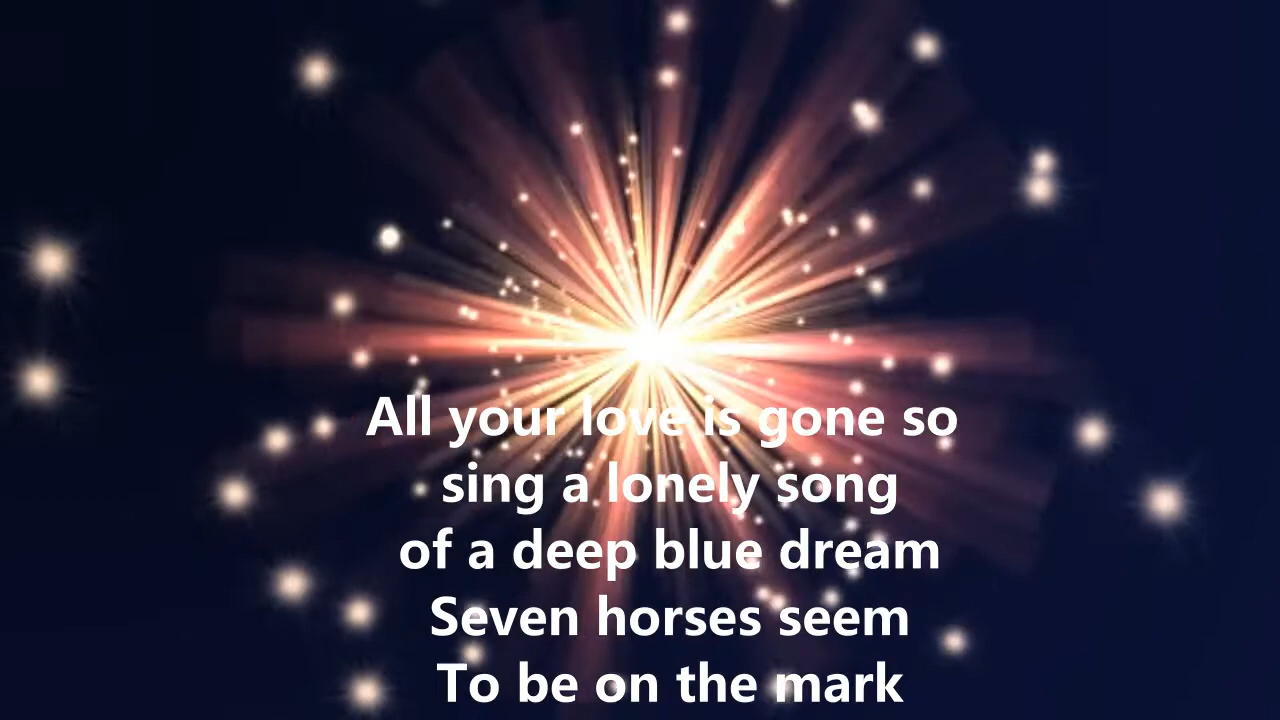 All your love is gone so
sing a lonely song
of a deep blue dream
Seven horses seem
To be on the mark